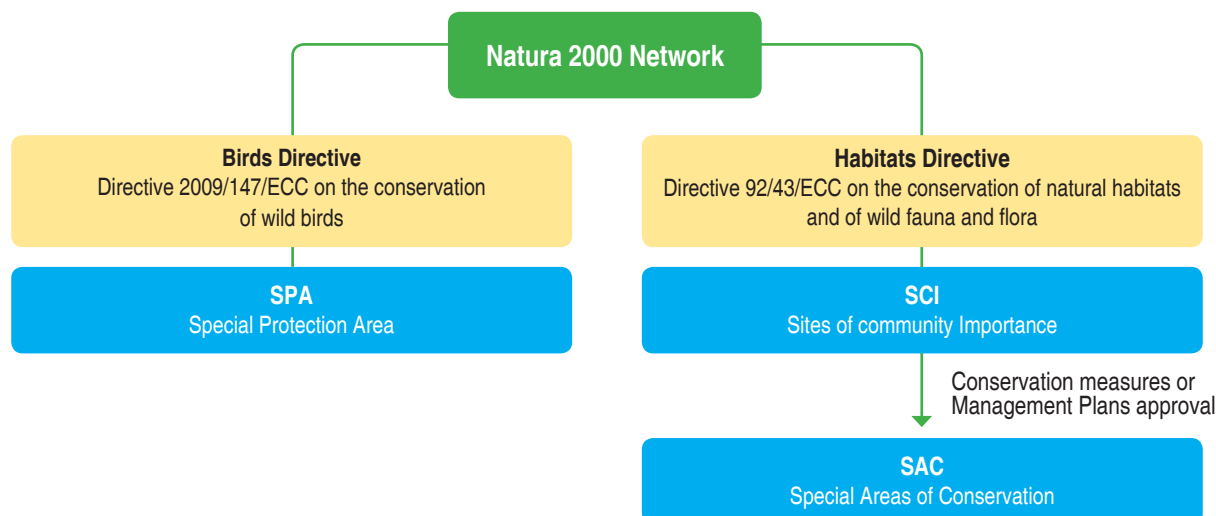 Natura 2000 Network
Birds Directive
Directive 2009/147/ECC on the conservation
of wild birds
SPA
Special Protection Area
Habitats Directive
Directive 92/43/ECC on the conservation of natural habitats
and of wild fauna and flora
SCI
Sites of community Importance
Conservation measures or
Management Plans approval
SAC
Special Areas of Conservation